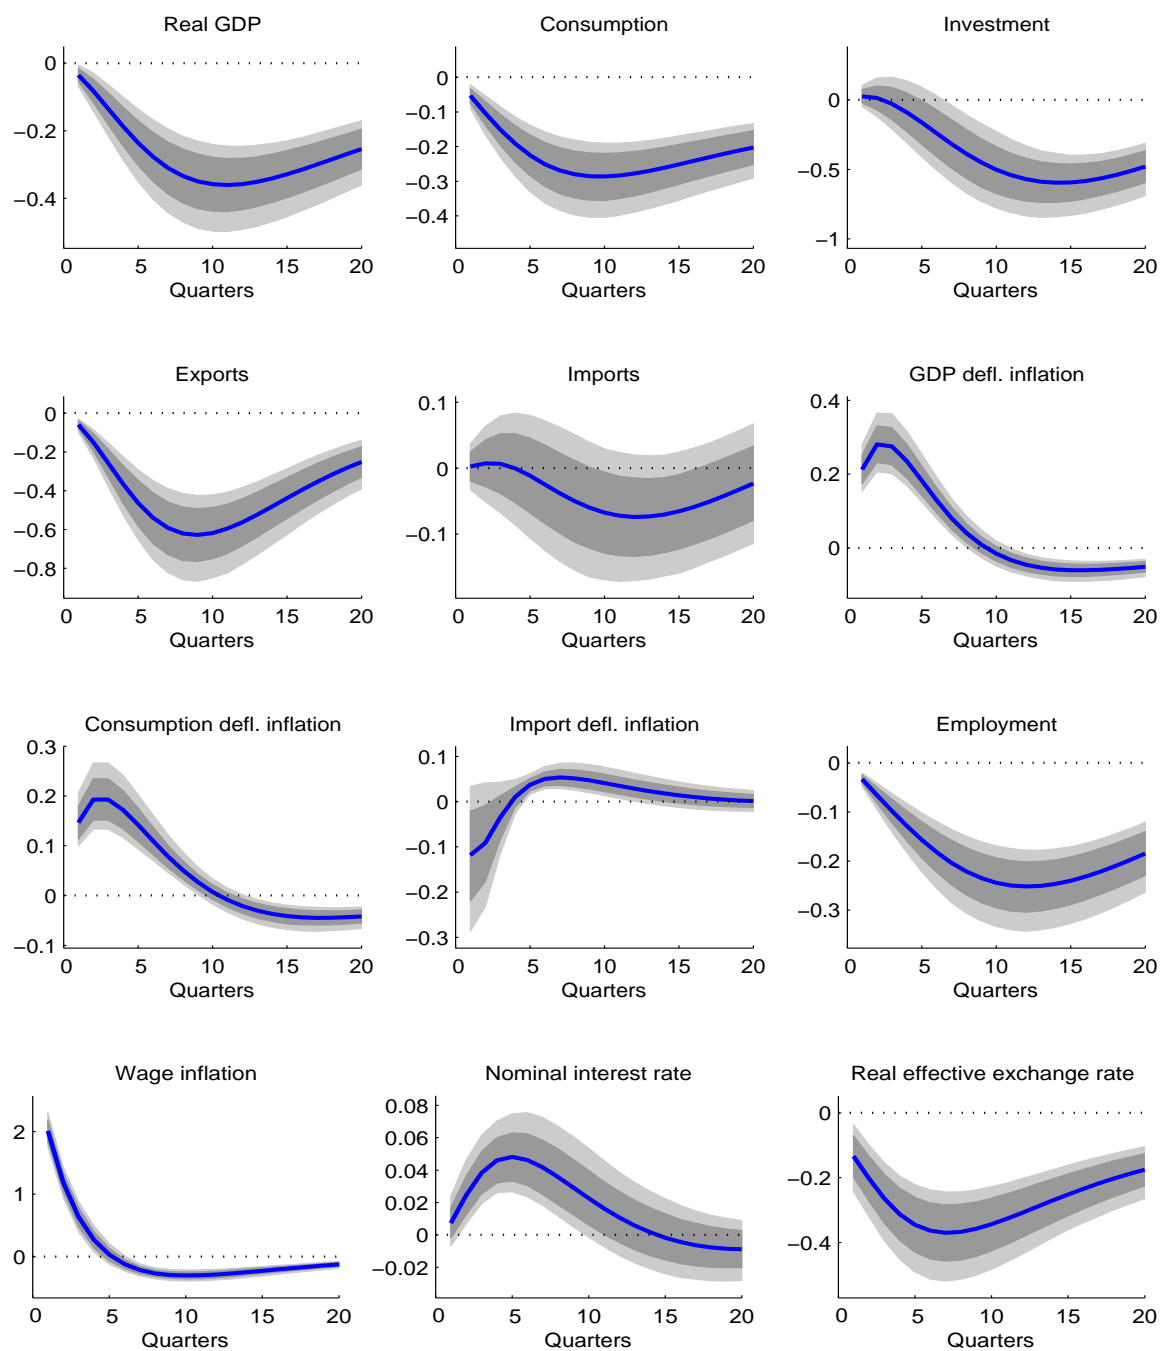 Real GDP
0
−0.2
−0.4
0 5 10 15 20
Quarters
Consumption
0
−0.1
−0.2
−0.3
−0.4
0 5 10 15 20
Quarters
Investment
0
−0.5
−1
0 5 10 15 20
Quarters
Exports
0
−0.2
−0.4
−0.6
−0.8
0 5 10 15 20
Quarters
Imports
0.1
0
−0.1
0 5 10 15 20
Quarters
GDP defl. inflation
0.4
0.2
0
0 5 10 15 20
Quarters
Consumption defl. inflation
0.3
0.2
0.1
0
−0.1
0 5 10 15 20
Quarters
Import defl. inflation
0.1
0
−0.1
−0.2
−0.3
0 5 10 15 20
Quarters
Employment
0
−0.1
−0.2
−0.3
0 5 10 15 20
Quarters
Wage inflation
2
1
0
0 5 10 15 20
Quarters
Nominal interest rate
0.08
0.06
0.04
0.02
0
−0.02
0 5 10 15 20
Quarters
Real effective exchange rate
0
−0.2
−0.4
0 5 10 15 20
Quarters